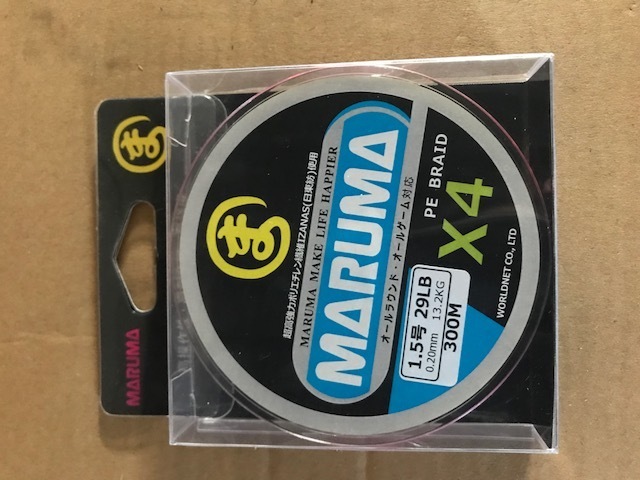 ま
MARUMA
ま
超高強力ポリエチレン繊維IZANAS(日東紡)使用
MARUMA MAKE LIFE HAPPIER
MARUMA
オールラウンド・オールゲーム対応
PE BRAID
X4
1.5号 29LB
0.20mm 13.2KG
300M
WORLDNET CO., LTD